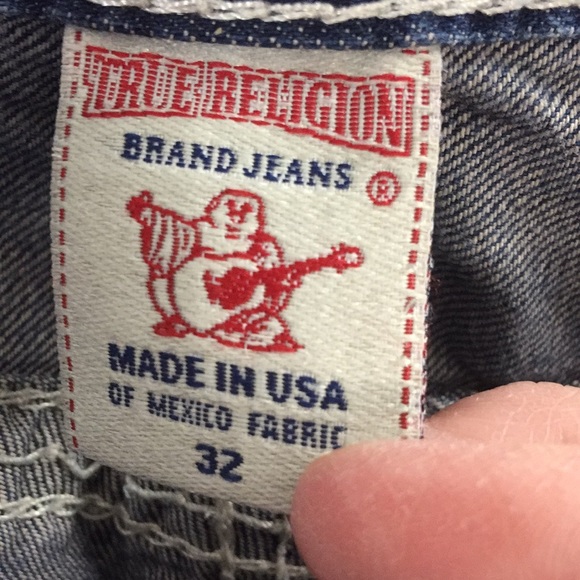 TRUE RELIGION
BRAND JEANS ®
MADE IN USA
OF MEXICO FABRIC
32